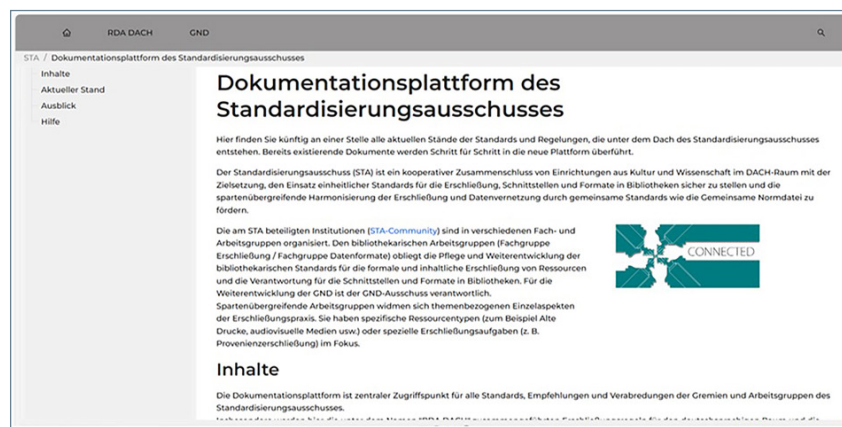 RDA DACH GND
STA / Dokumentationsplattform des Standardisierungsausschusses
Inhalte
Aktueller Stand
Ausblick
Hilfe
Dokumentationsplattform des
Standardisierungsausschusses
Hier finden Sie künftig an einer Stelle alle aktuellen Stände der Standards und Regelungen, die unter dem Dach des Standardisierungsausschusses
entstehen. Bereits existierende Dokumente werden Schritt für Schritt in die neue Plattform überführt.
Der Standardisierungsausschuss (STA) ist ein kooperativer Zusammenschluss von Einrichtungen aus Kultur und Wissenschaft im DACH-Raum mit der
Zielsetzung, den Einsatz einheitlicher Standards für die Erschließung, Schnittstellen und Formate in Bibliotheken sicher zu stellen und die
spartenübergreifende Harmonisierung der Erschließung und Datenvernetzung durch gemeinsame Standards wie die Gemeinsame Normdatei zu
fördern.
Die am STA beteiligten Institutionen (STA-Community) sind in verschiedenen Fach- und
Arbeitsgruppen organisiert. Den bibliothekarischen Arbeitsgruppen (Fachgruppe
Erschließung / Fachgruppe Datenformate) obliegt die Pflege und Weiterentwicklung der
bibliothekarischen Standards für die formale und inhaltliche Erschließung von Ressourcen
und die Verantwortung für die Schnittstellen und Formate in Bibliotheken. Für die
Weiterentwicklung der GND ist der GND-Ausschuss verantwortlich.
Spartenübergreifende Arbeitsgruppen widmen sich themenbezogenen Einzelaspekten
der Erschließungspraxis. Sie haben spezifische Ressourcentypen (zum Beispiel Alte
Drucke, audiovisuelle Medien usw.) oder spezielle Erschließungsaufgaben (z. B.
Provenienzerschließung) im Fokus.
CONNECTED
Inhalte
Die Dokumentationsplattform ist zentraler Zugriffspunkt für alle Standards, Empfehlungen und Verabredungen der Gremien und Arbeitsgruppen des
Standardisierungsausschusses.